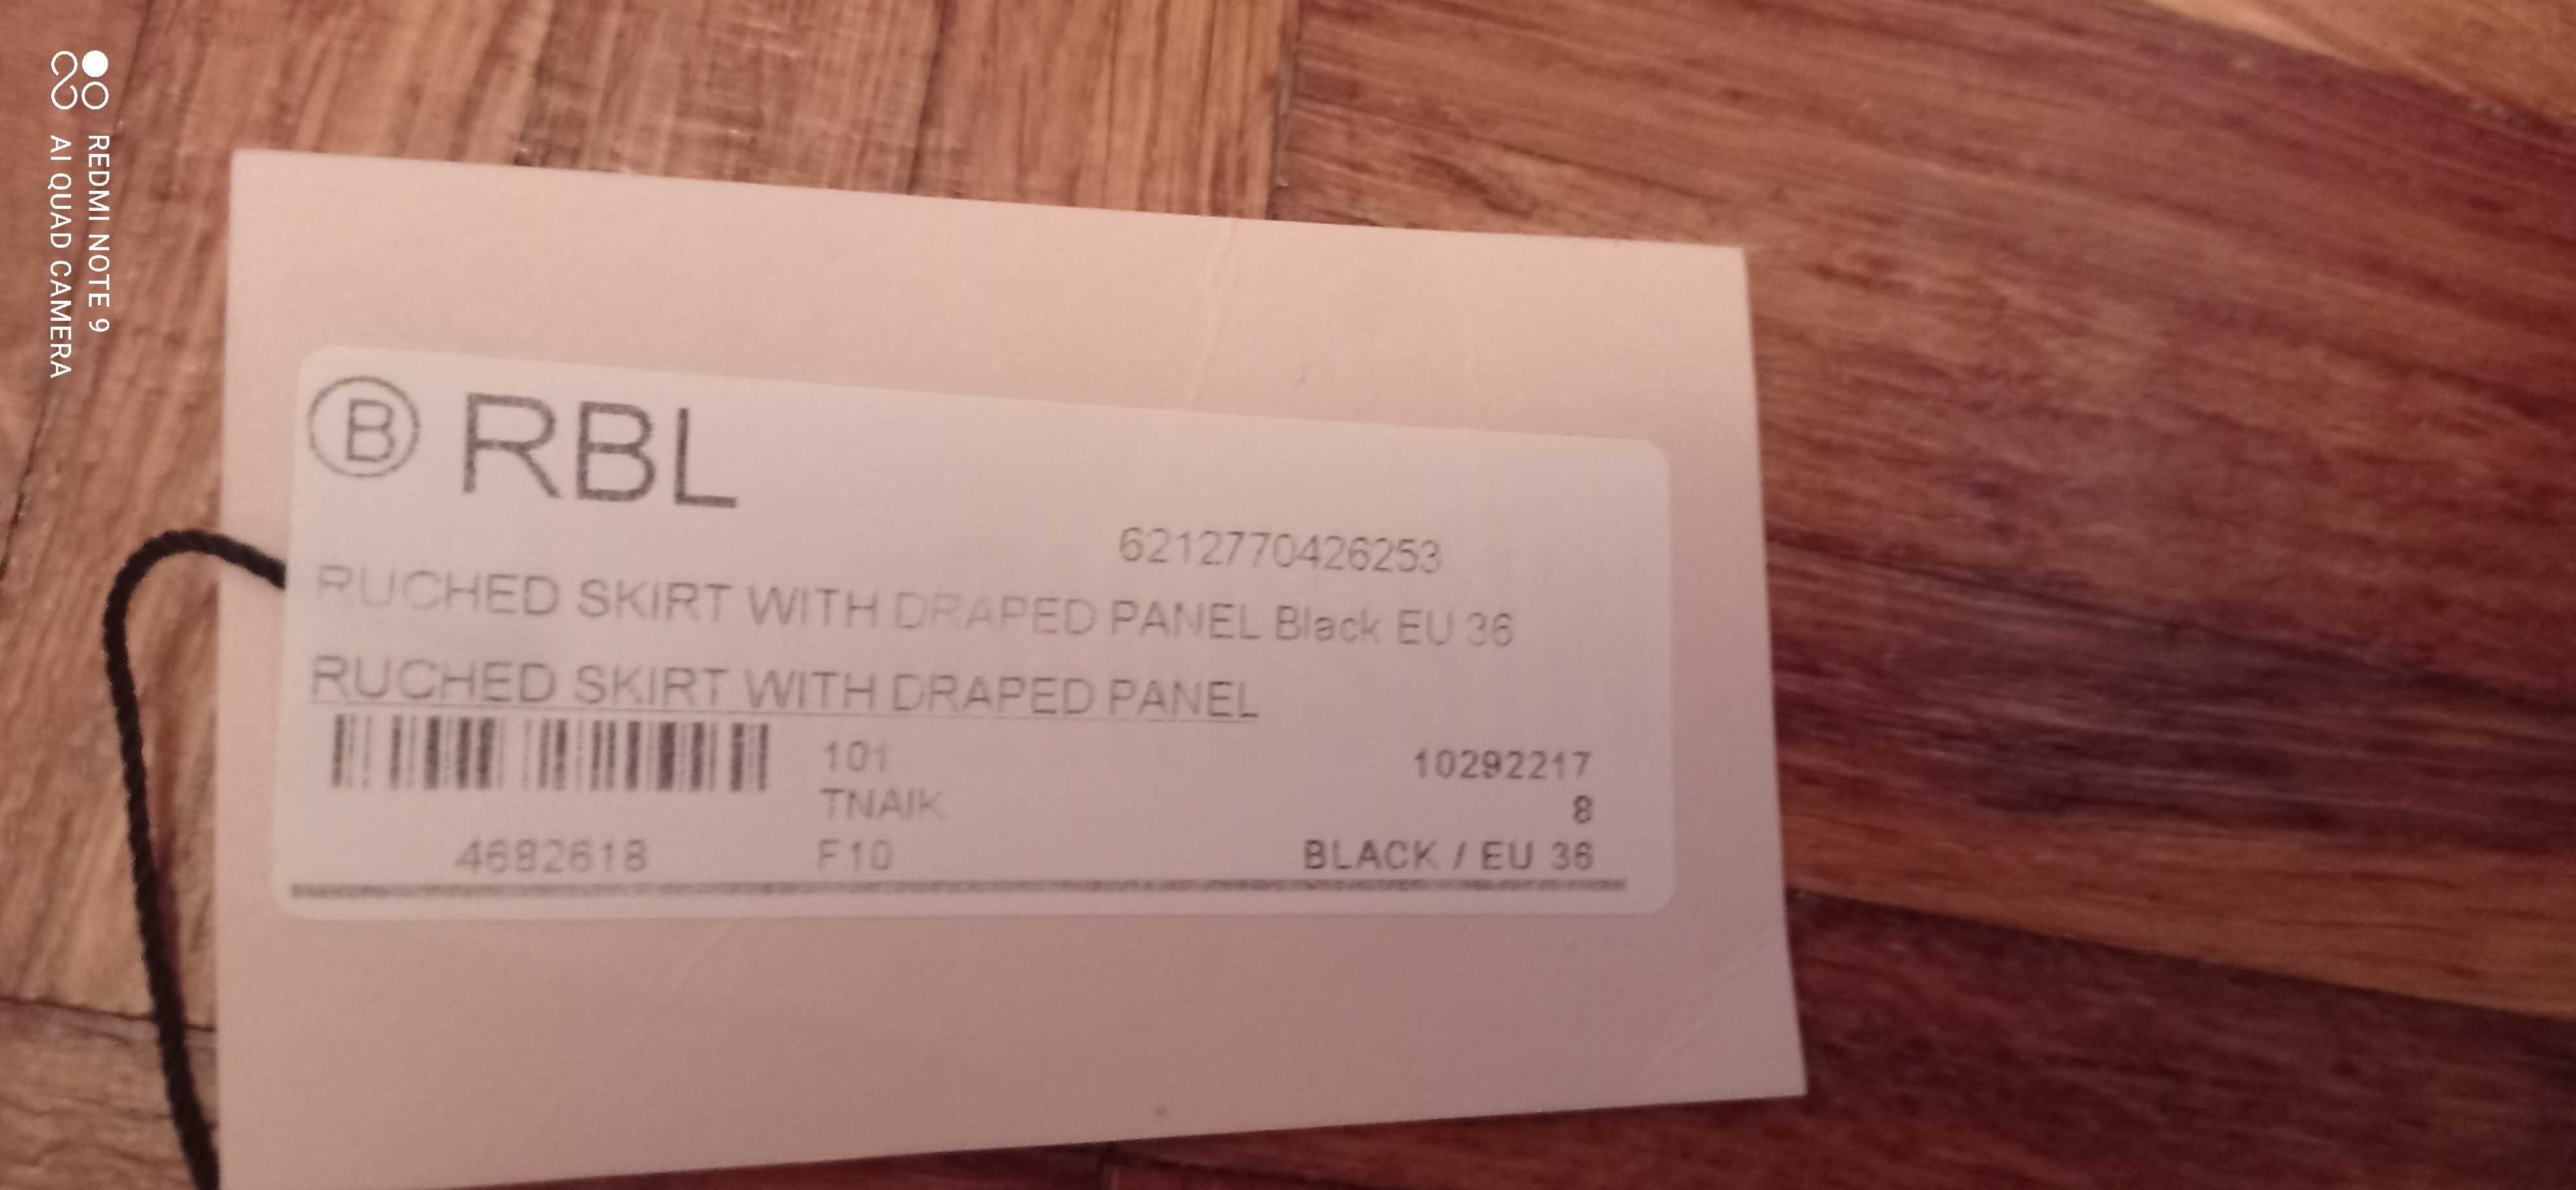 REDMI NOTE 9
AI QUAD CAMERA
B RBL
6212770426253
RUCHED SKIRT WITH DRAPED PANEL Black EU 36
RUCHED SKIRT WITH DRAPED PANEL
101
10292217
TNAIK
8
4682618
F10
BLACK / EU 36